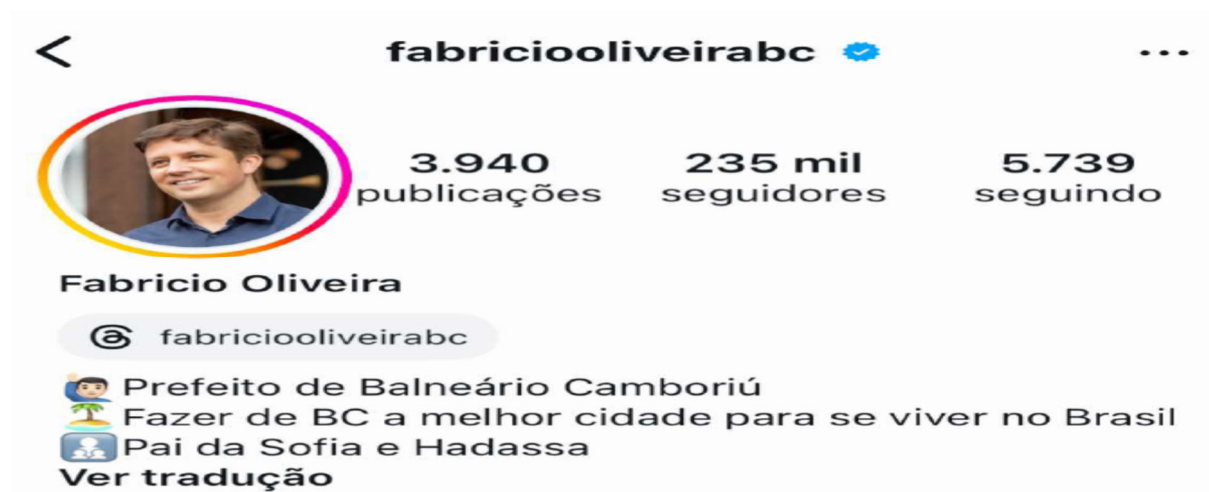 fabriciooliveirabc
3.940 235 mil 5.739
publicações seguidores seguindo
Fabricio Oliveira
fabriciooliveirabc
Prefeito de Balneário Camboriú
Fazer de BC a melhor cidade para se viver no Brasil
Pai da Sofia e Hadassa
Ver tradução